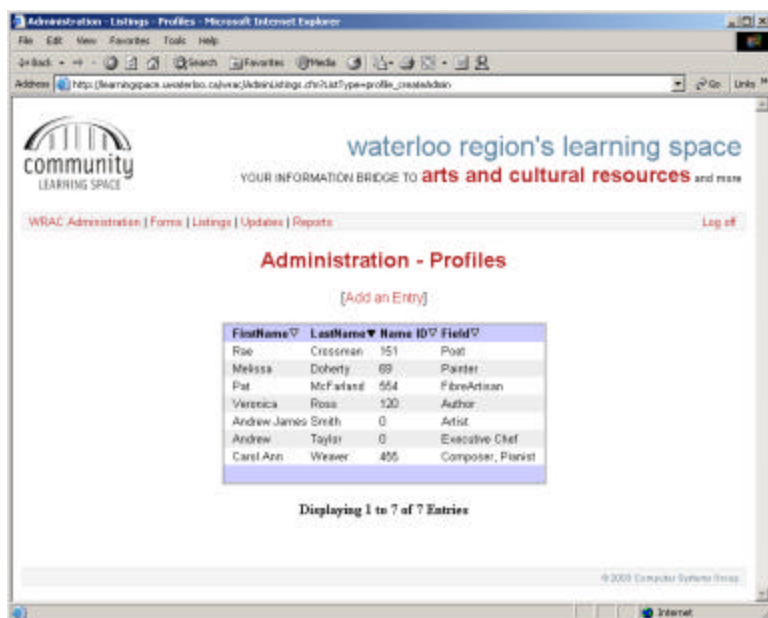 Administration - Listings - Profiles - Microsoft Internet Explorer
File Edit View Favorites Tools Help
Back Search Favorites Media
Address http://learningspace.uwaterloo.ca/wrac/AdminListings.cfm?ListType=profile_createAdmin Go Links »
community
LEARNING SPACE
waterloo region's learning space
YOUR INFORMATION BRIDGE TO arts and cultural resources and more
WRAC Administration | Forms | Listings | Updates | Reports Log off
Administration - Profiles
[Add an Entry]
FirstName▽ LastName▼ Name ID▽ Field▽
Rae Crossman 151 Poet
Melissa Doherty 69 Painter
Pat McFarland 554 FibreArtisan
Veronica Ross 120 Author
Andrew James Smith 0 Artist
Andrew Taylor 0 Executive Chef
Carol Ann Weaver 455 Composer, Pianist
Displaying 1 to 7 of 7 Entries
Computer Systems Group
Internet